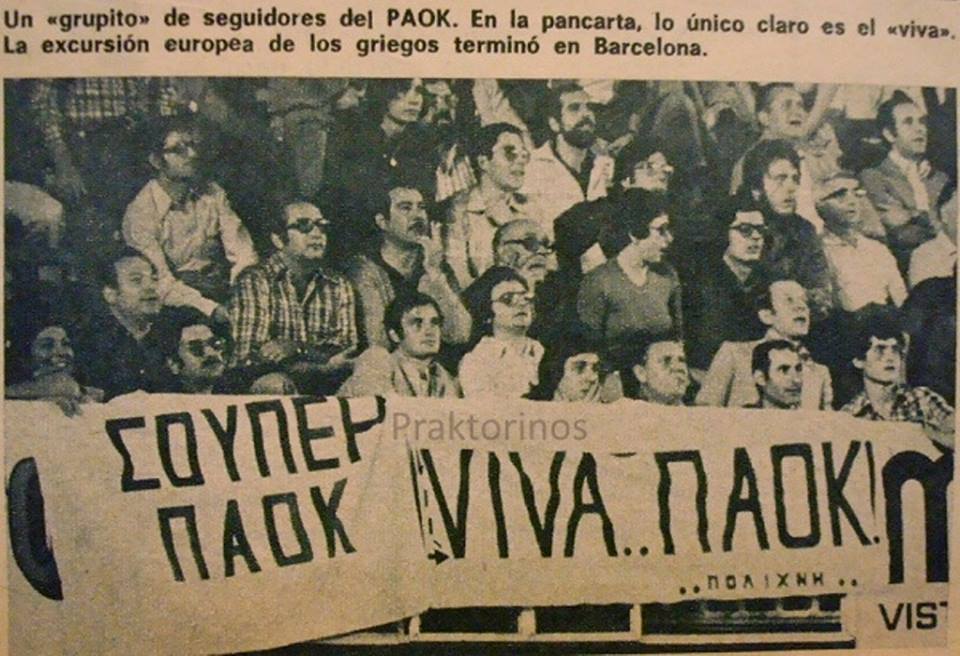 Un «grupito» de seguidores del PAOK. En la pancarta, lo único claro es el «viva».
La excursión europea de los griegos terminó en Barcelona.
ΣΟΥΠΕΡ
ΠΑΟΚ
VIVA..ΠΑΟΚ!
..ΠΟΛΙΧΝΗ..
Praktorinos
VIST